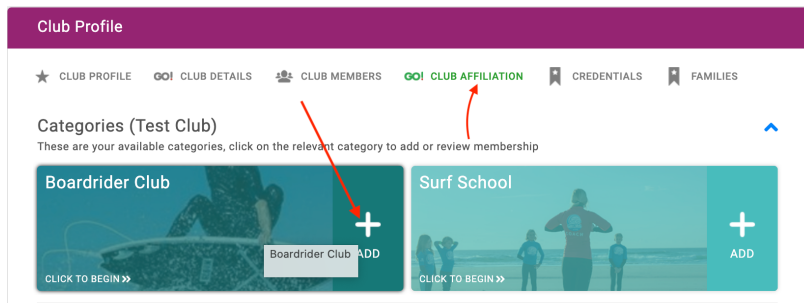 Club Profile
CLUB PROFILE GO! CLUB DETAILS CLUB MEMBERS GO! CLUB AFFILIATION CREDENTIALS FAMILIES
Categories (Test Club)
These are your available categories, click on the relevant category to add or review membership
Boardrider Club
Surf School
Boardrider Club
ADD
ADD
CLICK TO BEGIN
CLICK TO BEGIN